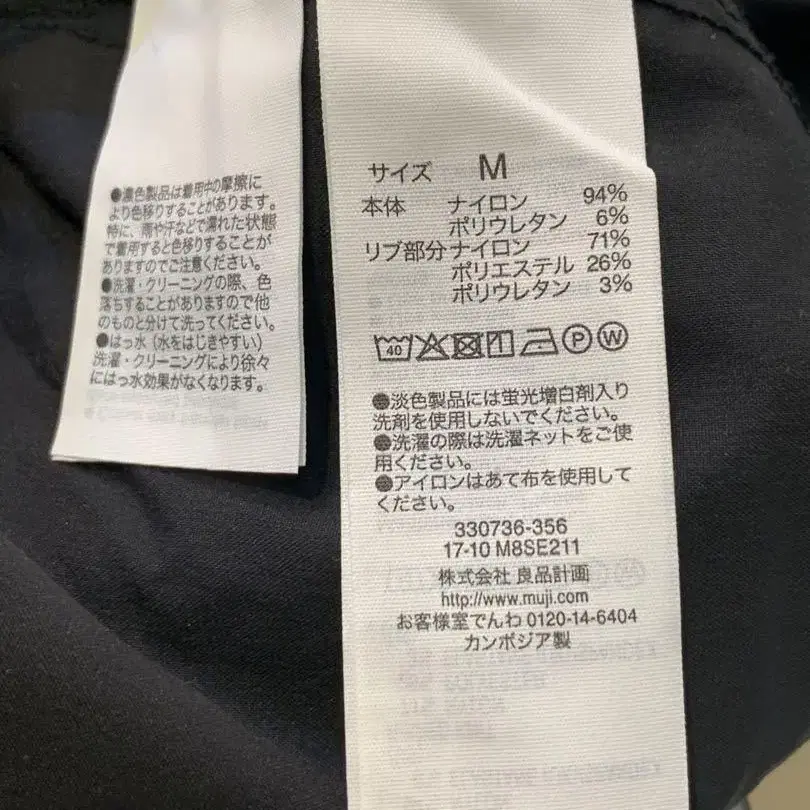 ●濃色製品は着用中の摩擦に
より色移りすることがあります。
特に、雨や汗などで濡れた状態
で着用すると色移りすることが
ありますのでご注意ください。
●洗濯・クリーニングの際、色
落ちすることがありますので他
のものと分けて洗ってください。
●はっ水（水をはじきやすい）
洗濯・クリーニングにより徐々
にはっ水効果がなくなります。
サイズ M
本体 ナイロン 94%
ポリウレタン 6%
リブ部分 ナイロン 71%
ポリエステル 26%
ポリウレタン 3%
40 P W
●淡色製品には蛍光増白剤入り
洗剤を使用しないでください。
●洗濯の際は洗濯ネットをご使
用ください。
●アイロンはあて布を使用して
ください。
330736-356
17-10 M8SE211
株式会社 良品計画
http://www.muji.com
お客様室でんわ 0120-14-6404
カンボジア製